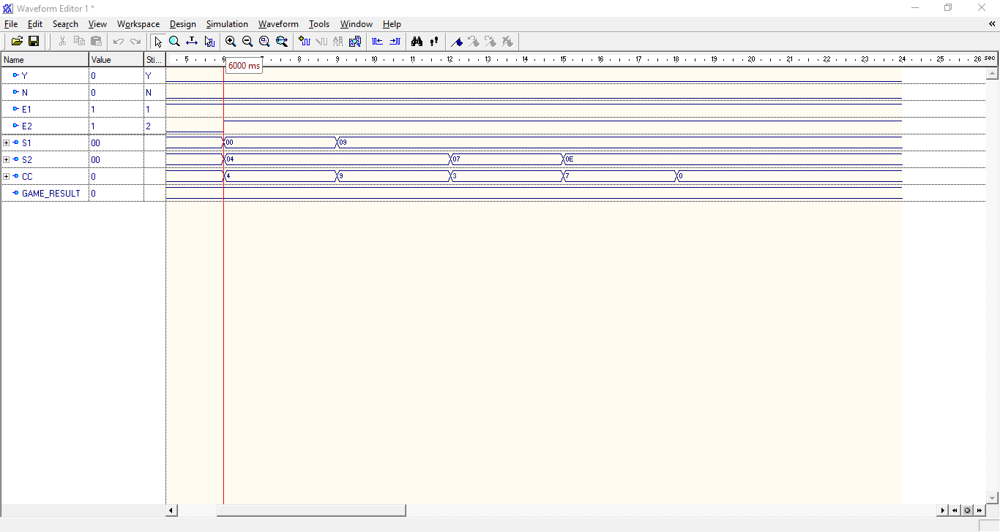 Waveform Editor 1 *
File Edit Search View Workspace Design Simulation Waveform Tools Window Help
Name Value Sti... 5 6 7 8 9 10 11 12 13 14 15 16 17 18 19 20 21 22 23 24 25 26 sec
6000 ms
Y 0 Y
N 0 N
E1 1 1
E2 1 2
S1 00 00 09
S2 00 04 07 0E
CC 0 4 9 3 7 0
GAME_RESULT 0